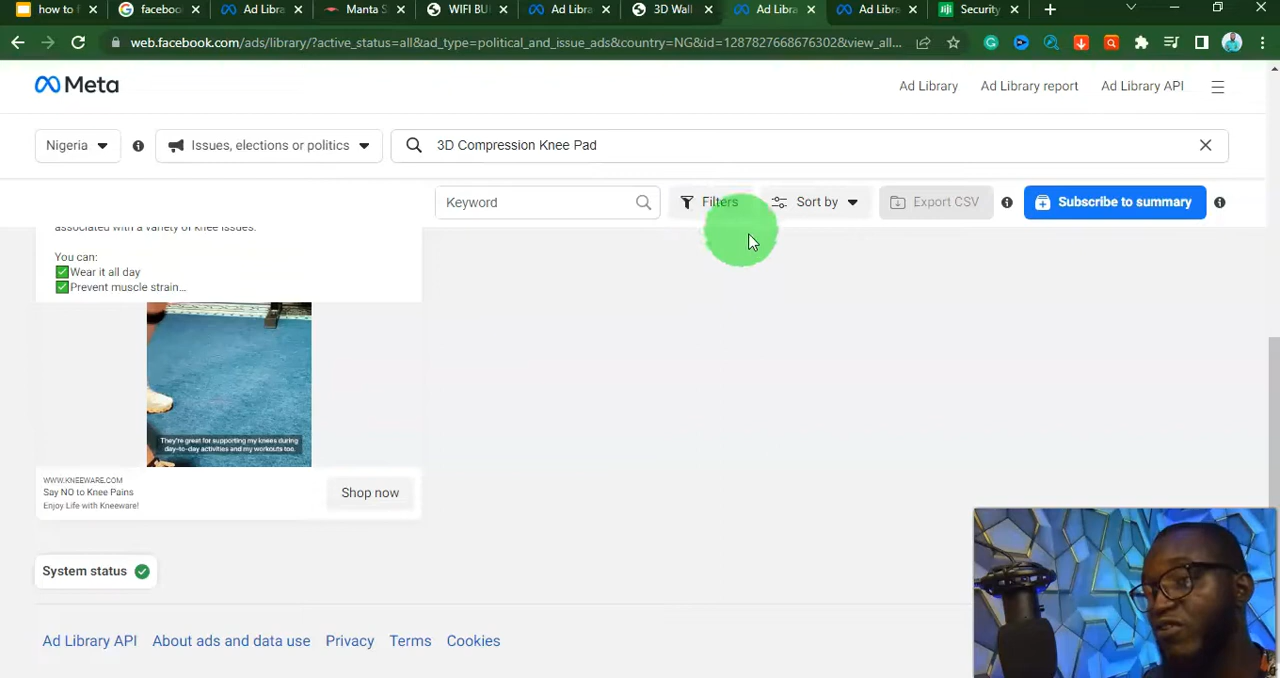 how to
facebook
Ad Libra
Manta S
WIFI BU
Ad Libra
3D Wall
Ad Libra
Ad Libra
Jiji
Security
web.facebook.com/ads/library/?active_status=all&ad_type=political_and_issue_ads&country=NG&id=1287827668676302&view_all...
Meta
Ad Library
Ad Library report
Ad Library API
Nigeria
Issues, elections or politics
3D Compression Knee Pad
Keyword
Filters
Sort by
Export CSV
Subscribe to summary
associated with a variety of knee issues.
You can:
✅Wear it all day
✅Prevent muscle strain...
They're great for supporting my knees during
day-to-day activities and my workouts too.
WWW.KNEEWARE.COM
Say NO to Knee Pains
Enjoy Life with Kneeware!
Shop now
System status
Ad Library API
About ads and data use
Privacy
Terms
Cookies